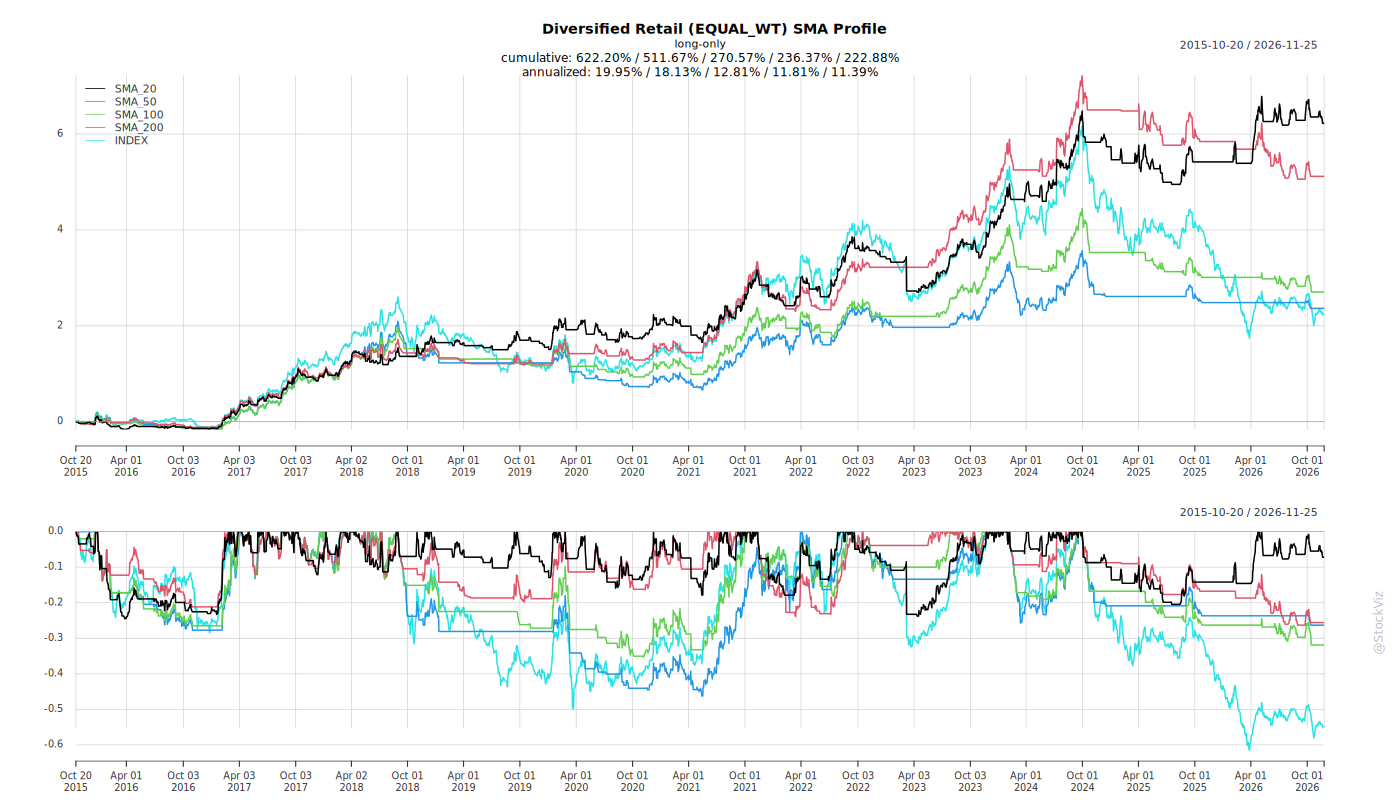 Diversified Retail (EQUAL_WT) SMA Profile
long-only
cumulative: 622.20% / 511.67% / 270.57% / 236.37% / 222.88%
annualized: 19.95% / 18.13% / 12.81% / 11.81% / 11.39%
2015-10-20 / 2026-11-25
SMA_20
SMA_50
SMA_100
SMA_200
INDEX
6
4
2
0
Oct 20 Apr 01 Oct 03 Apr 03 Oct 03 Apr 02 Oct 01 Apr 01 Oct 01 Apr 01 Oct 01 Apr 01 Oct 01 Apr 01 Oct 03 Apr 03 Oct 03 Apr 01 Oct 01 Apr 01 Oct 01 Apr 01 Oct 01
2015 2016 2016 2017 2017 2018 2018 2019 2019 2020 2020 2021 2021 2022 2022 2023 2023 2024 2024 2025 2025 2026 2026
2015-10-20 / 2026-11-25
0.0
-0.1
-0.2
-0.3
-0.4
-0.5
-0.6
Oct 20 Apr 01 Oct 03 Apr 03 Oct 03 Apr 02 Oct 01 Apr 01 Oct 01 Apr 01 Oct 01 Apr 01 Oct 01 Apr 01 Oct 03 Apr 03 Oct 03 Apr 01 Oct 01 Apr 01 Oct 01 Apr 01 Oct 01
2015 2016 2016 2017 2017 2018 2018 2019 2019 2020 2020 2021 2021 2022 2022 2023 2023 2024 2024 2025 2025 2026 2026
@StockViz